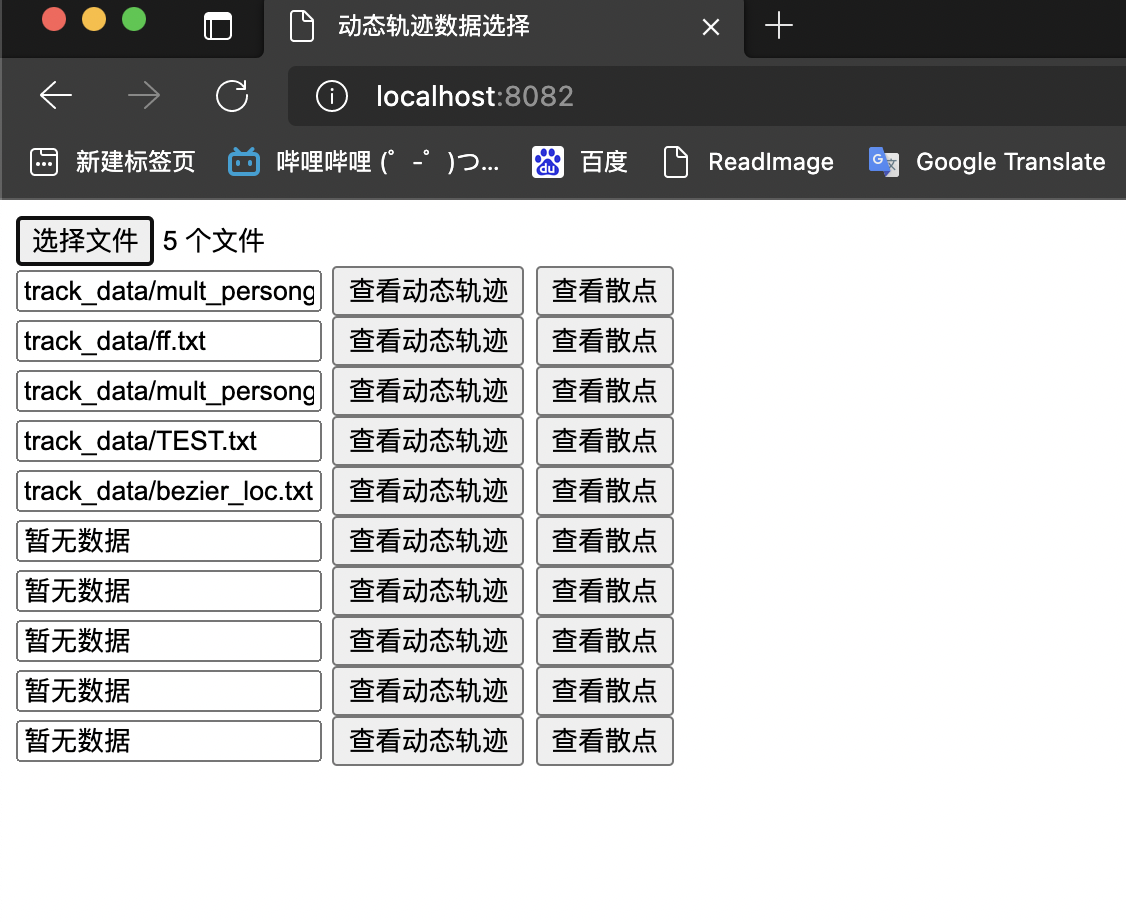 动态轨迹数据选择
localhost:8082
新建标签页 哔哩哔哩 (゜-゜)つ... 百度 ReadImage Google Translate
选择文件 5 个文件
track_data/mult_persong 查看动态轨迹 查看散点
track_data/ff.txt 查看动态轨迹 查看散点
track_data/mult_persong 查看动态轨迹 查看散点
track_data/TEST.txt 查看动态轨迹 查看散点
track_data/bezier_loc.txt 查看动态轨迹 查看散点
暂无数据 查看动态轨迹 查看散点
暂无数据 查看动态轨迹 查看散点
暂无数据 查看动态轨迹 查看散点
暂无数据 查看动态轨迹 查看散点
暂无数据 查看动态轨迹 查看散点